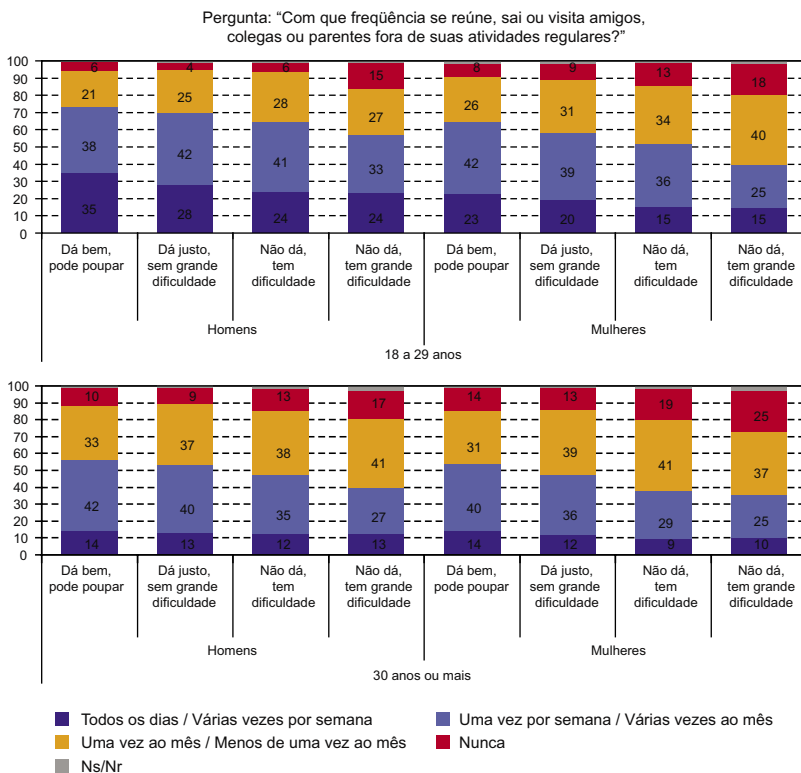 Pergunta: “Com que freqüência se reúne, sai ou visita amigos,
colegas ou parentes fora de suas atividades regulares?”
100
90
80
70
60
50
40
30
20
10
0
6 4 6 15 8 9 13 18
21 25 28 27 26 31 34 40
38 42 41 33 42 39 36 25
35 28 24 24 23 20 15 15
Dá bem, Dá justo, Não dá, Não dá, Dá bem, Dá justo, Não dá, Não dá,
pode poupar sem grande tem tem grande pode poupar sem grande tem tem grande
dificuldade dificuldade dificuldade dificuldade dificuldade dificuldade
Homens Mulheres
18 a 29 anos
100
90
80
70
60
50
40
30
20
10
0
10 9 13 17 14 13 19 25
33 37 38 41 31 39 41 37
42 40 35 27 40 36 29 25
14 13 12 13 14 12 9 10
Dá bem, Dá justo, Não dá, Não dá, Dá bem, Dá justo, Não dá, Não dá,
pode poupar sem grande tem tem grande pode poupar sem grande tem tem grande
dificuldade dificuldade dificuldade dificuldade dificuldade dificuldade
Homens Mulheres
30 anos ou mais
Todos os dias / Várias vezes por semana Uma vez por semana / Várias vezes ao mês
Uma vez ao mês / Menos de uma vez ao mês Nunca
Ns/Nr